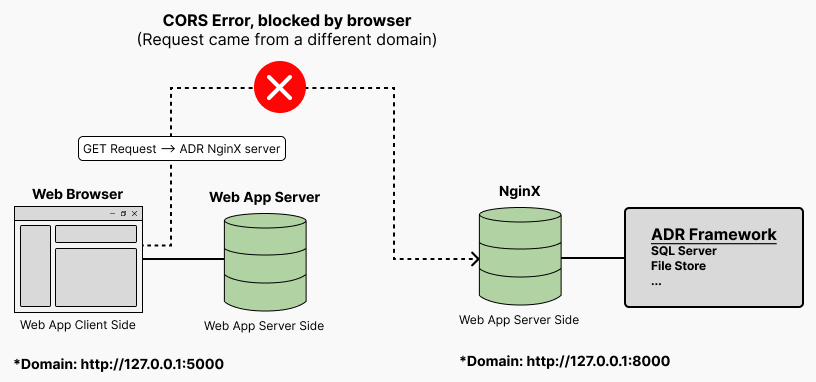 CORS Error, blocked by browser
(Request came from a different domain)
GET Request --> ADR NginX server
Web Browser
Web App Server
NginX
ADR Framework
SQL Server
File Store
...
Web App Client Side
Web App Server Side
Web App Server Side
*Domain: http://127.0.0.1:5000
*Domain: http://127.0.0.1:8000